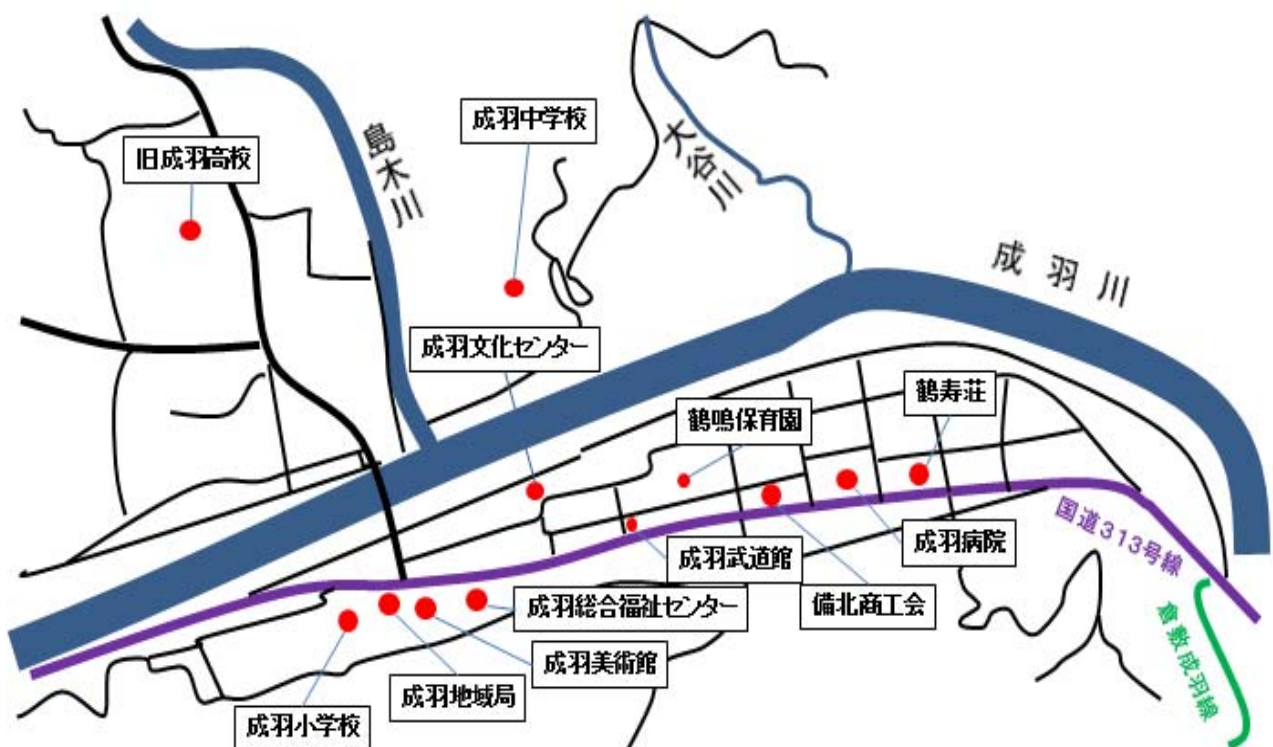 成羽中学校
旧成羽高校
島木川
大谷川
成羽川
成羽文化センター
鶴寿荘
鶴鳴保育園
国道313号線
成羽病院
成羽武道館
備北商工会
成羽総合福祉センター
倉敷成羽線
成羽美術館
成羽地域局
成羽小学校